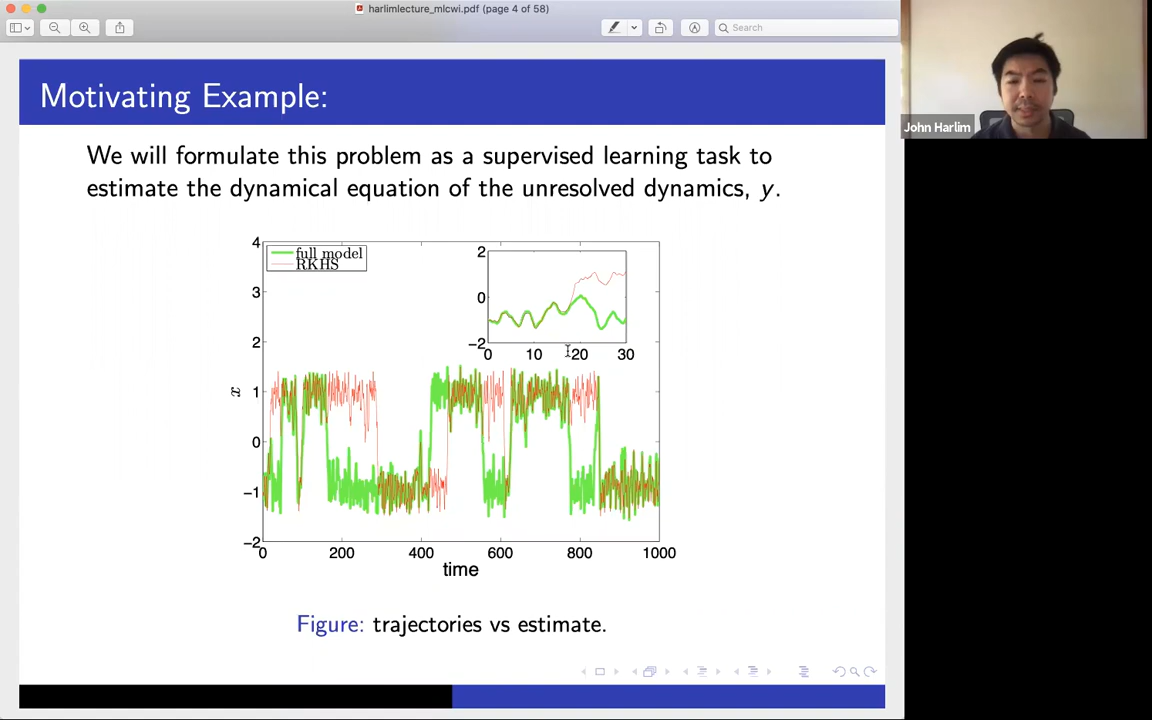 harlimlecture_mlcwi.pdf (page 4 of 58)
Search
Motivating Example:
We will formulate this problem as a supervised learning task to
estimate the dynamical equation of the unresolved dynamics, y.
full model
RKHS
4
3
2
1
0
−1
−2
x
0
200
400
600
800
1000
time
2
0
−2
0
10
20
30
Figure: trajectories vs estimate.
John Harlim